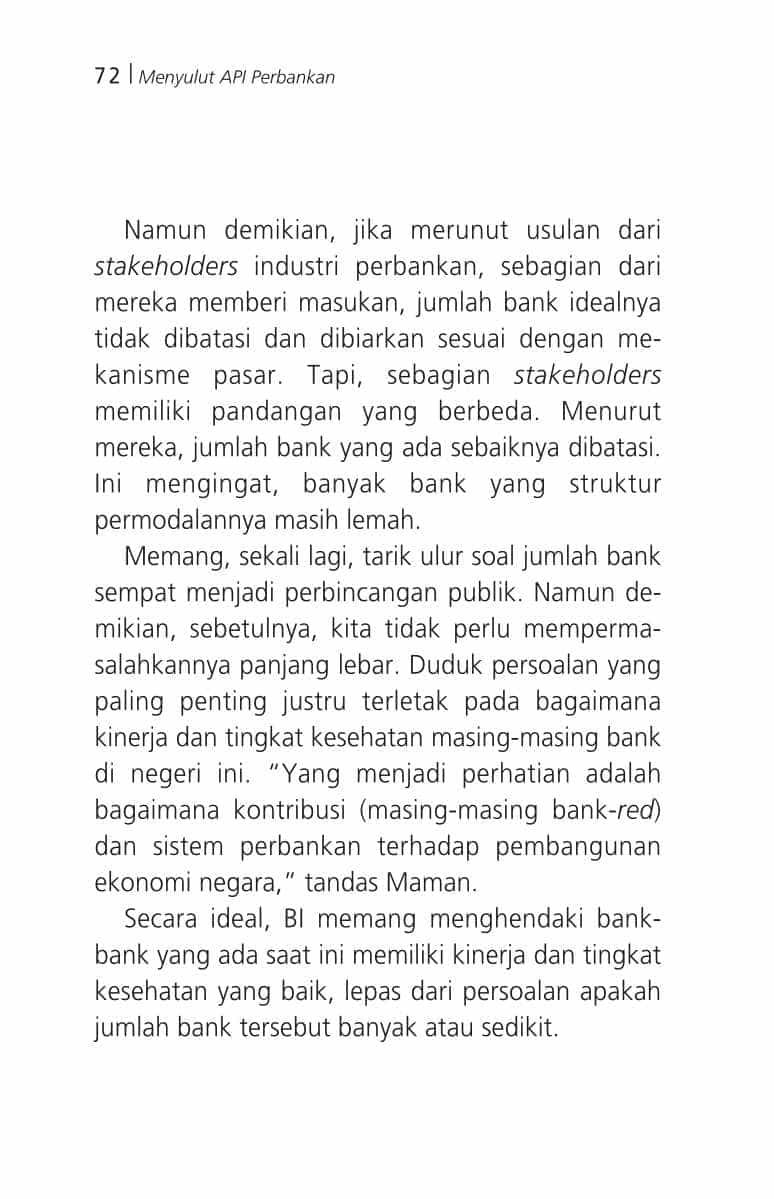 72 | Menyulut API Perbankan
Namun demikian, jika merunut usulan dari
stakeholders industri perbankan, sebagian dari
mereka memberi masukan, jumlah bank idealnya
tidak dibatasi dan dibiarkan sesuai dengan me-
kanisme pasar. Tapi, sebagian stakeholders
memiliki pandangan yang berbeda. Menurut
mereka, jumlah bank yang ada sebaiknya dibatasi.
Ini mengingat, banyak bank yang struktur
permodalannya masih lemah.
Memang, sekali lagi, tarik ulur soal jumlah bank
sempat menjadi perbincangan publik. Namun de-
mikian, sebetulnya, kita tidak perlu memperma-
salahkannya panjang lebar. Duduk persoalan yang
paling penting justru terletak pada bagaimana
kinerja dan tingkat kesehatan masing-masing bank
di negeri ini. “Yang menjadi perhatian adalah
bagaimana kontribusi (masing-masing bank-red)
dan sistem perbankan terhadap pembangunan
ekonomi negara,” tandas Maman.
Secara ideal, BI memang menghendaki bank-
bank yang ada saat ini memiliki kinerja dan tingkat
kesehatan yang baik, lepas dari persoalan apakah
jumlah bank tersebut banyak atau sedikit.